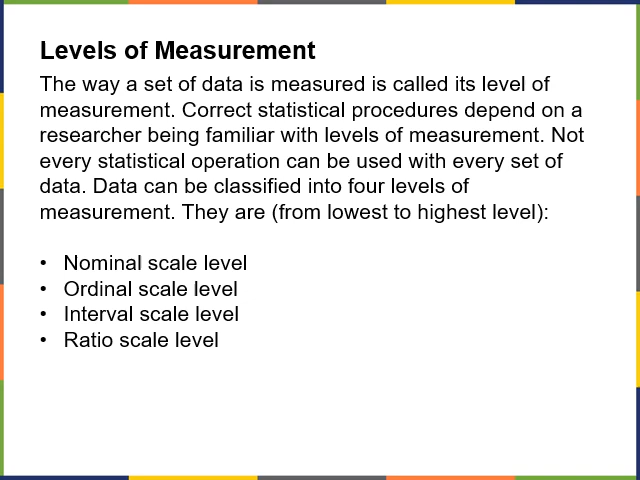 Levels of Measurement
The way a set of data is measured is called its level of
measurement. Correct statistical procedures depend on a
researcher being familiar with levels of measurement. Not
every statistical operation can be used with every set of
data. Data can be classified into four levels of
measurement. They are (from lowest to highest level):
• Nominal scale level
• Ordinal scale level
• Interval scale level
• Ratio scale level